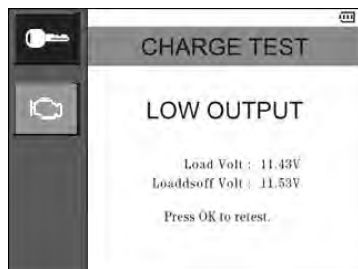 CHARGE TEST
LOW OUTPUT
Load Volt : 11.43V
Loaddsoff Volt : 11.53V
Press OK to retest.